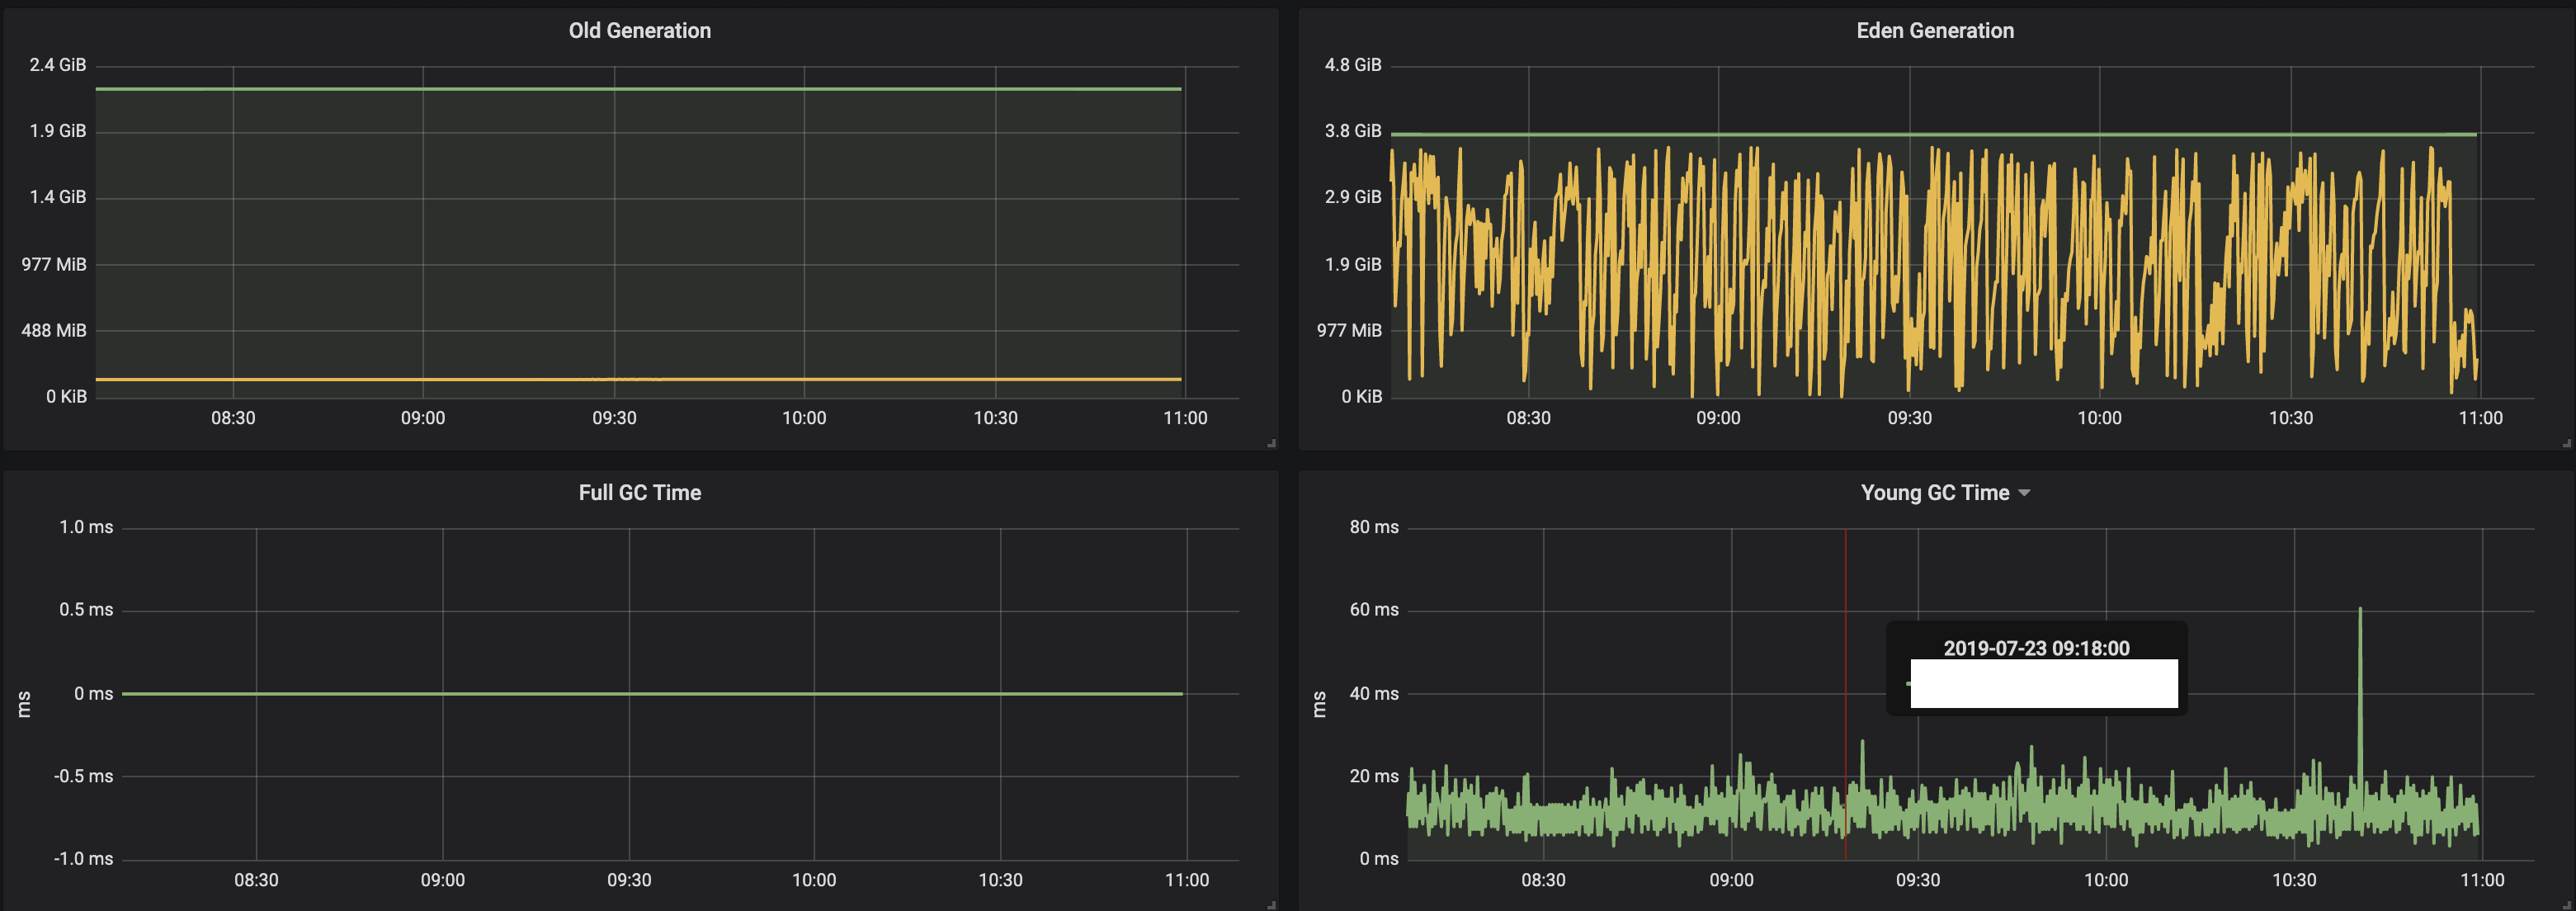 Old Generation
2.4 GiB
1.9 GiB
1.4 GiB
977 MiB
488 MiB
0 KiB
08:30 09:00 09:30 10:00 10:30 11:00
Eden Generation
4.8 GiB
3.8 GiB
2.9 GiB
1.9 GiB
977 MiB
0 KiB
08:30 09:00 09:30 10:00 10:30 11:00
Full GC Time
1.0 ms
0.5 ms
0 ms
-0.5 ms
-1.0 ms
ms
08:30 09:00 09:30 10:00 10:30 11:00
Young GC Time
80 ms
60 ms
40 ms
20 ms
0 ms
ms
2019-07-23 09:18:00
08:30 09:00 09:30 10:00 10:30 11:00